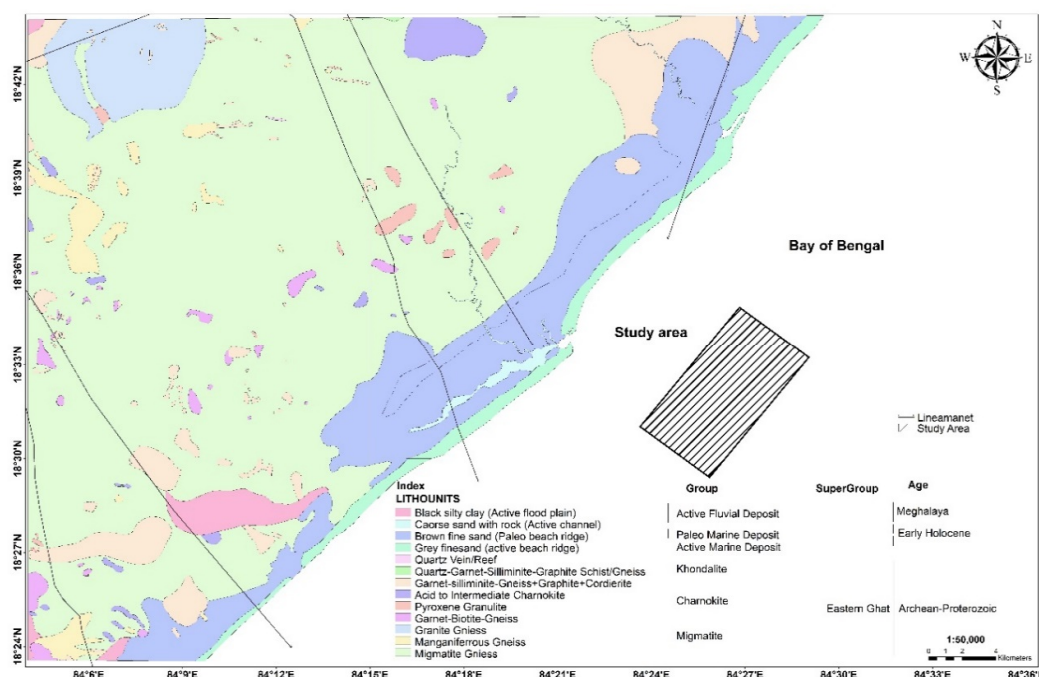 N
W E
S
18°42'N
18°39'N
18°36'N
18°33'N
18°30'N
18°27'N
18°24'N
Bay of Bengal
Study area
Lineamanet
Study Area
Index
LITHOUNITS
Black silty clay (Active flood plain)
Caorse sand with rock (Active channel)
Brown fine sand (Paleo beach ridge)
Grey finesand (active beach ridge)
Quartz Vein/Reef
Quartz-Garnet-Silliminite-Graphite Schist/Gneiss
Garnet-silliminite-Gneiss+Graphite+Cordierite
Acid to Intermediate Charnokite
Pyroxene Granulite
Garnet-Biotite-Gneiss
Granite Gniess
Manganiferrous Gneiss
Migmatite Gniess
Group SuperGroup Age
Active Fluvial Deposit Meghalaya
Paleo Marine Deposit Early Holocene
Active Marine Deposit
Khondalite
Charnokite
Eastern Ghat Archean-Proterozoic
Migmatite
1:50,000
0 1 2 4
Kilometers
84°6'E 84°9'E 84°12'E 84°15'E 84°18'E 84°21'E 84°24'E 84°27'E 84°30'E 84°33'E 84°36'E